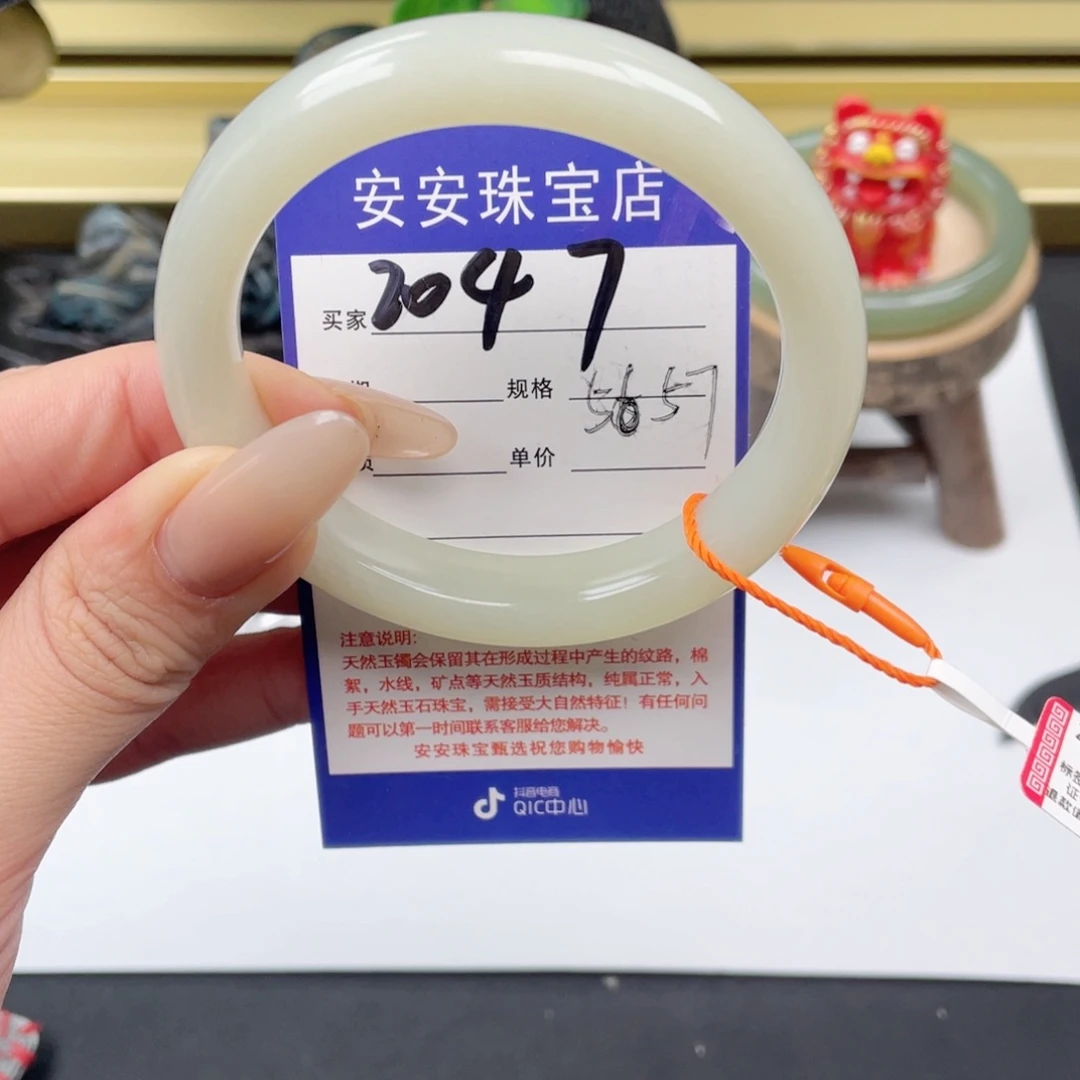 安安珠宝店
买家 2047
规格 5657
单价
注意说明:
天然玉镯会保留其在形成过程中产生的纹路，棉
絮，水线，矿点等天然玉质结构，纯属正常，入
手天然玉石珠宝，需接受大自然特征！有任何问
题可以第一时间联系客服给您解决。
安安珠宝甄选祝您购物愉快
抖音电商
QIC中心